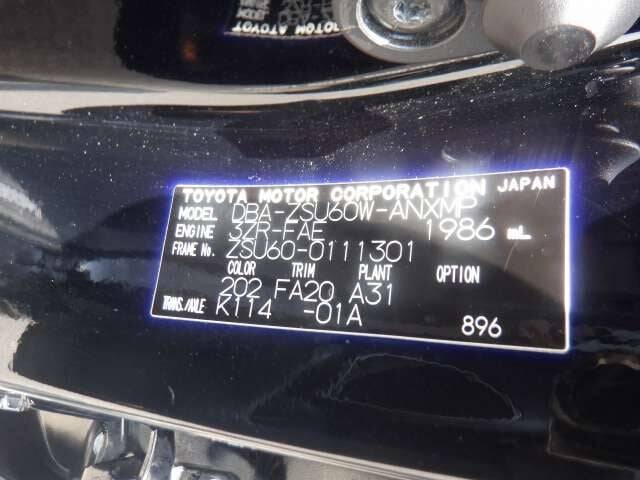 TOYOTA MOTOR CORPORATION JAPAN
MODEL DBA-ZSU60W-ANXMP
ENGINE 3ZR-FAE 1986 mL
FRAME No. ZSU60-0111301
COLOR TRIM PLANT OPTION
202 FA20 A31
TRANS./AXLE K114 -01A 896